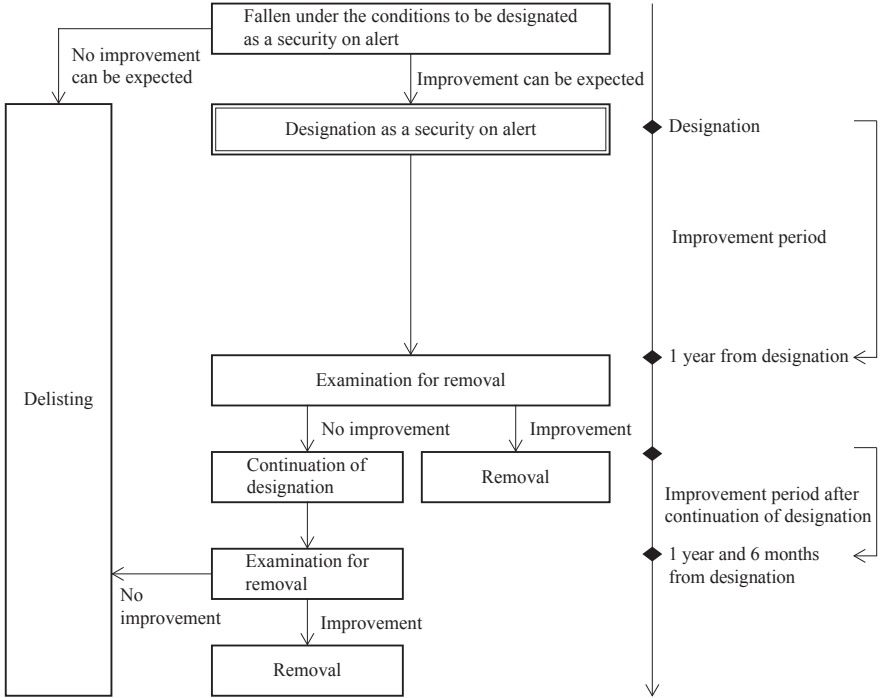 Fallen under the conditions to be designated
as a security on alert
No improvement
can be expected
Improvement can be expected
Designation as a security on alert
Designation
Improvement period
1 year from designation
Examination for removal
Delisting
No improvement
Improvement
Continuation of
designation
Removal
Improvement period after
continuation of designation
Examination for
removal
1 year and 6 months
from designation
No
improvement
Improvement
Removal